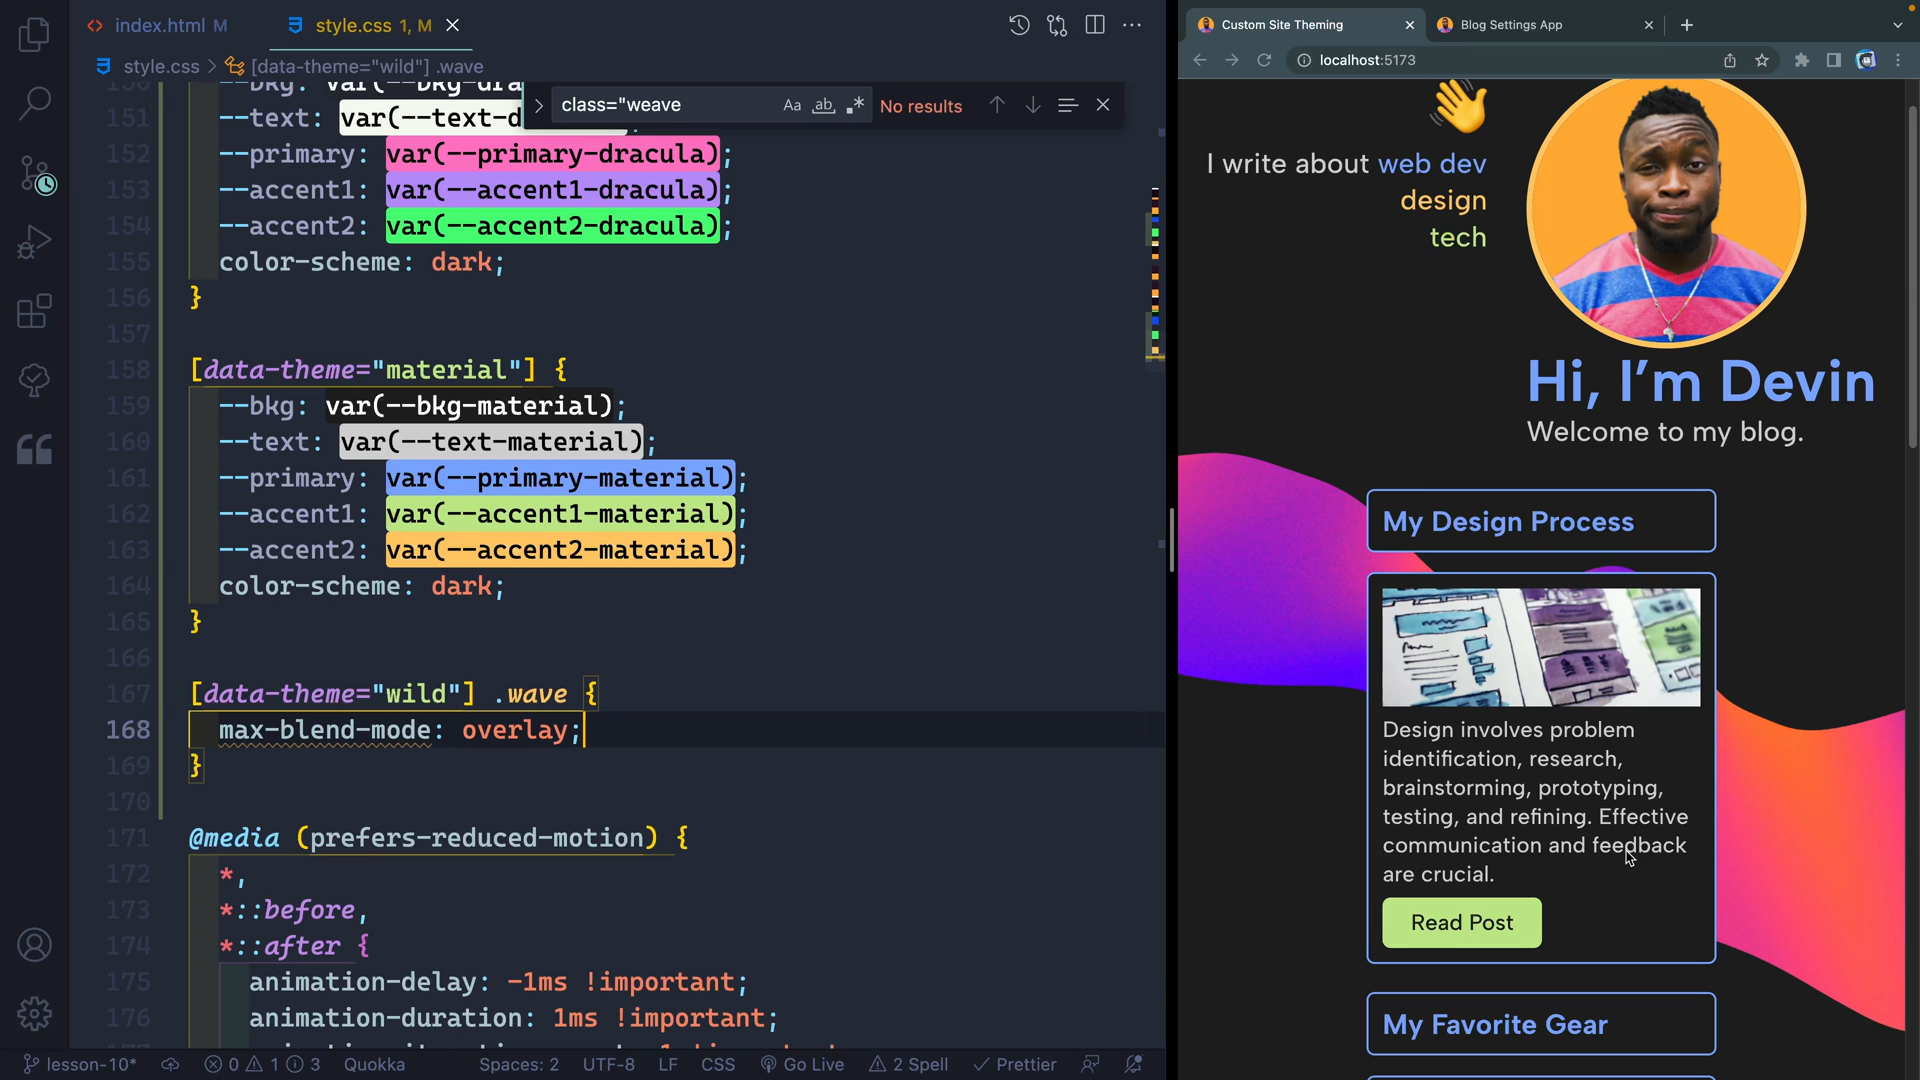 index.html M
style.css 1, M
style.css > [data-theme="wild"] .wave
--bkg: var(--bkg-dra
151 --text: var(--text-d
152 --primary: var(--primary-dracula);
153 --accent1: var(--accent1-dracula);
154 --accent2: var(--accent2-dracula);
155 color-scheme: dark;
156 }
157
158 [data-theme="material"] {
159 --bkg: var(--bkg-material);
160 --text: var(--text-material);
161 --primary: var(--primary-material);
162 --accent1: var(--accent1-material);
163 --accent2: var(--accent2-material);
164 color-scheme: dark;
165 }
166
167 [data-theme="wild"] .wave {
168 max-blend-mode: overlay;
169 }
170
171 @media (prefers-reduced-motion) {
172 *,
173 *::before,
174 *::after {
175 animation-delay: -1ms !important;
176 animation-duration: 1ms !important;
class="weave
Aa ab .* No results
lesson-10* 0 1 3 Quokka Spaces: 2 UTF-8 LF CSS Go Live 2 Spell Prettier
Custom Site Theming
Blog Settings App
localhost:5173
I write about web dev
design
tech
Hi, I'm Devin
Welcome to my blog.
My Design Process
Design involves problem
identification, research,
brainstorming, prototyping,
testing, and refining. Effective
communication and feedback
are crucial.
Read Post
My Favorite Gear